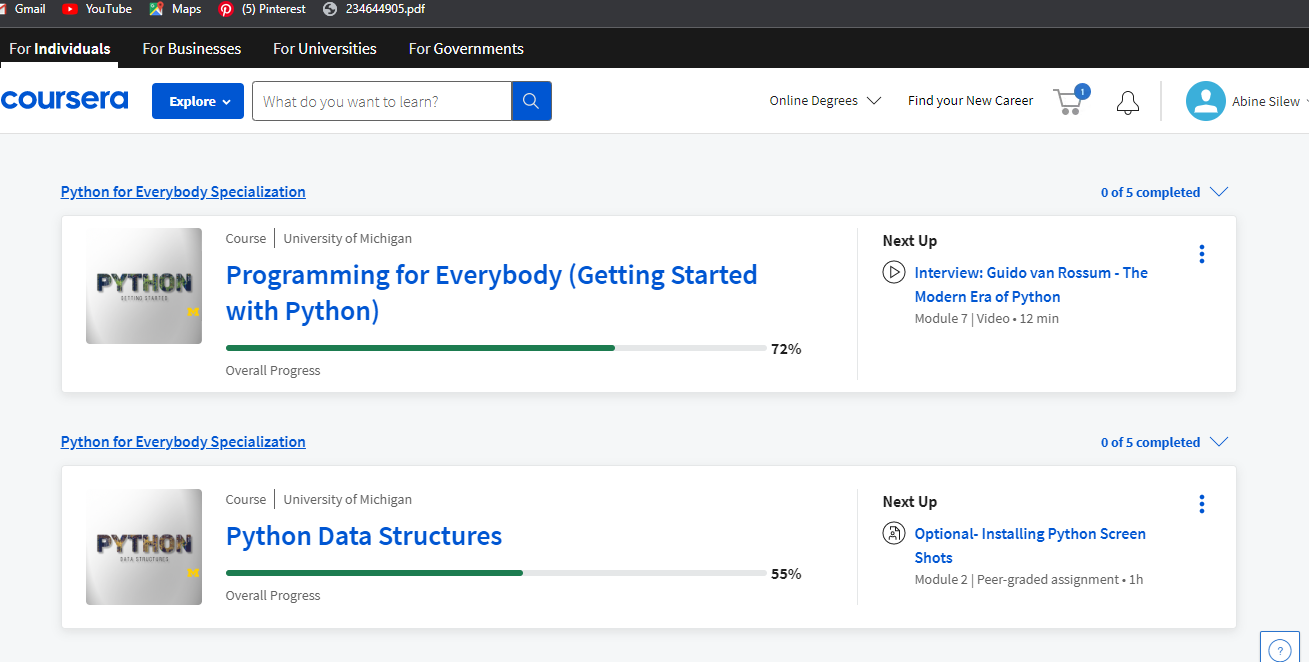 Gmail YouTube Maps (5) Pinterest 234644905.pdf
For Individuals For Businesses For Universities For Governments
coursera Explore What do you want to learn? Online Degrees Find your New Career 1 Abine Silew
Python for Everybody Specialization 0 of 5 completed
PYTHON
GETTING STARTED
M
Course | University of Michigan
Programming for Everybody (Getting Started
with Python)
72%
Overall Progress
Next Up
Interview: Guido van Rossum - The
Modern Era of Python
Module 7 | Video • 12 min
Python for Everybody Specialization 0 of 5 completed
PYTHON
DATA STRUCTURES
M
Course | University of Michigan
Python Data Structures
55%
Overall Progress
Next Up
Optional- Installing Python Screen
Shots
Module 2 | Peer-graded assignment • 1h
?